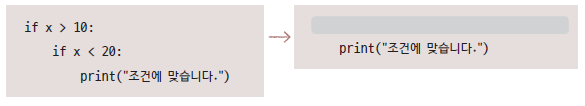 if x > 10:
    if x < 20:
        print("조건에 맞습니다.")
    print("조건에 맞습니다.")